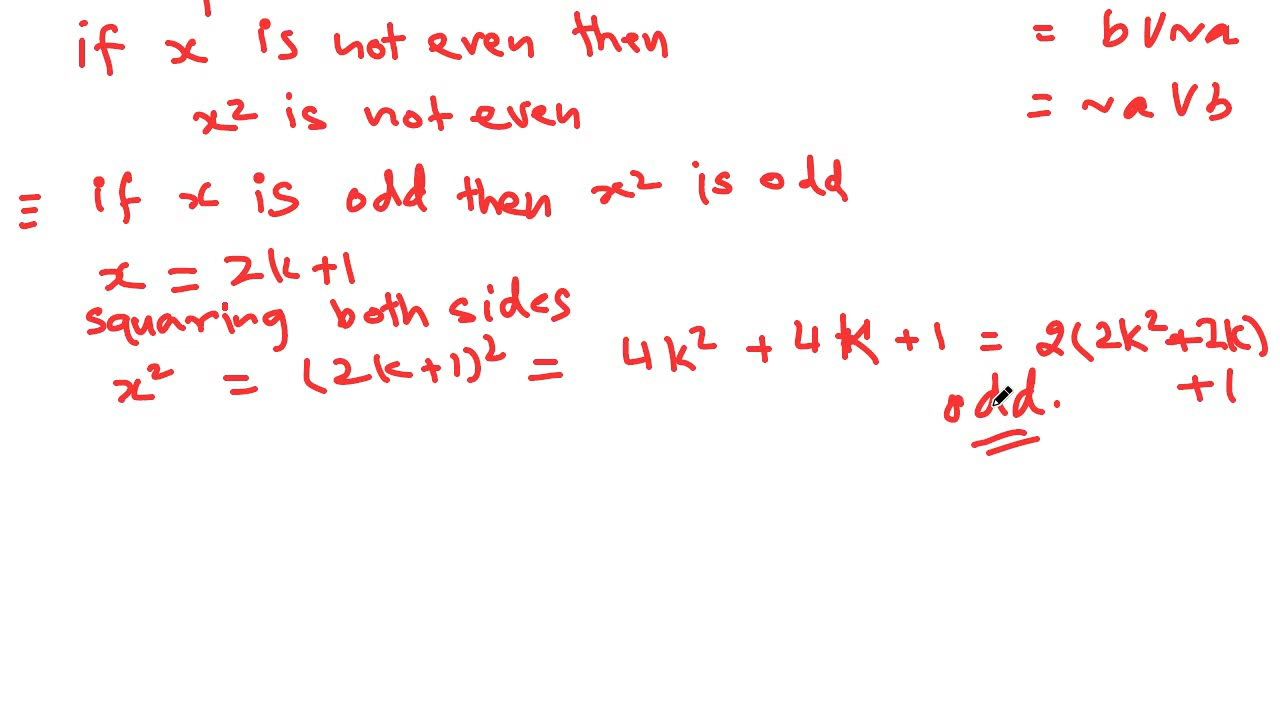 if x is not even then
= b∨~a
x² is not even
= ~a∨b
≡ if x is odd then x² is odd
x = 2k+1
squaring both sides
x² = (2k+1)² = 4k² + 4k + 1 = 2(2k²+2k)
+1
odd.